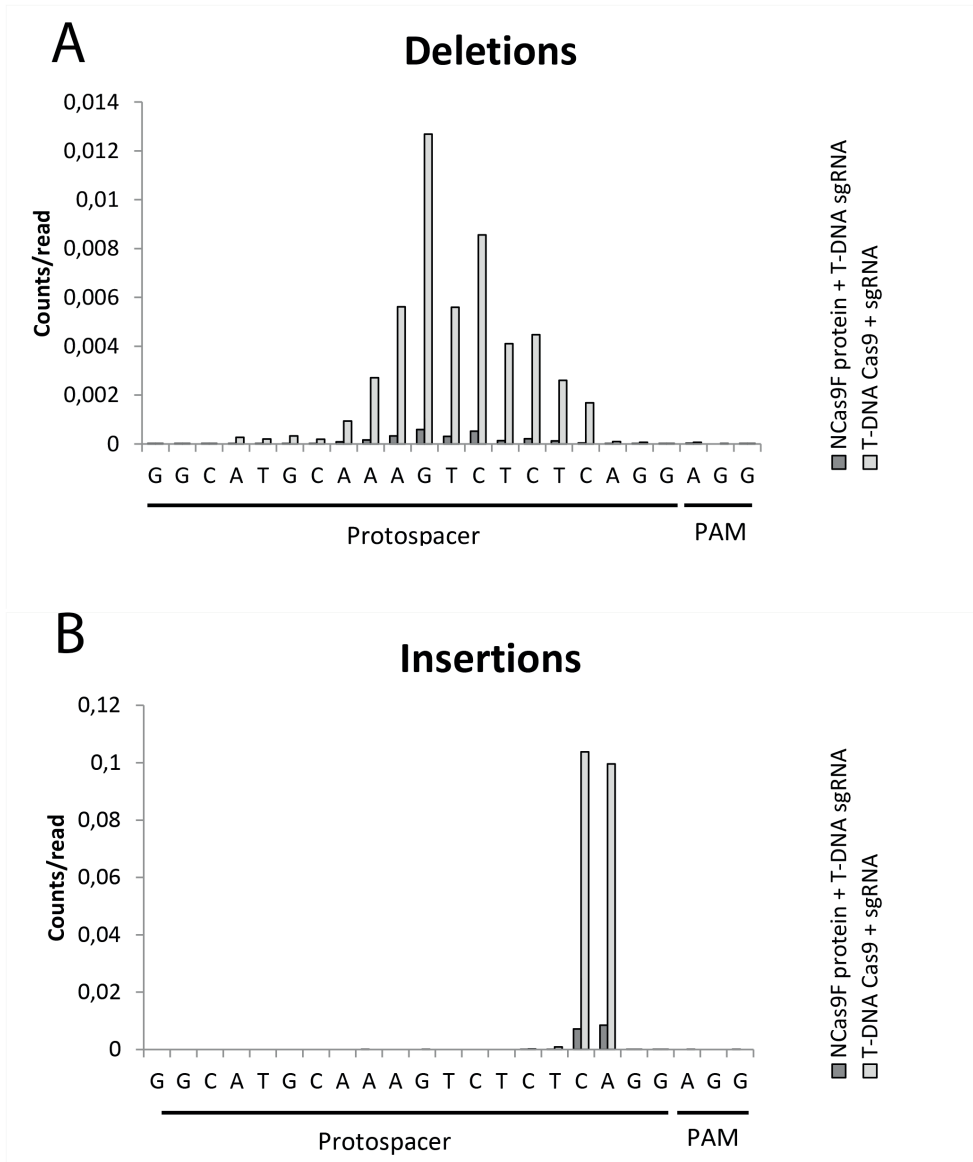 A
Deletions
0,014
0,012
0,01
0,008
0,006
0,004
0,002
0
Counts/read
G G C A T G C A A A G T C T C T C A G G A G G
Protospacer
PAM
NCas9F protein + T-DNA sgRNA
T-DNA Cas9 + sgRNA
B
Insertions
0,12
0,1
0,08
0,06
0,04
0,02
0
Counts/read
G G C A T G C A A A G T C T C T C A G G A G G
Protospacer
PAM
NCas9F protein + T-DNA sgRNA
T-DNA Cas9 + sgRNA